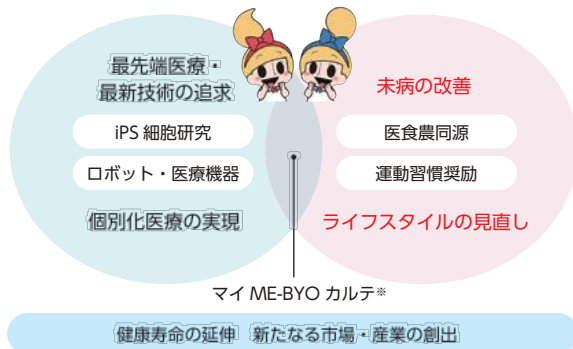 最先端医療・
最新技術の追求
iPS 細胞研究
ロボット・医療機器
個別化医療の実現
未病の改善
医食農同源
運動習慣奨励
ライフスタイルの見直し
マイ ME-BYO カルテ※
健康寿命の延伸 新たなる市場・産業の創出